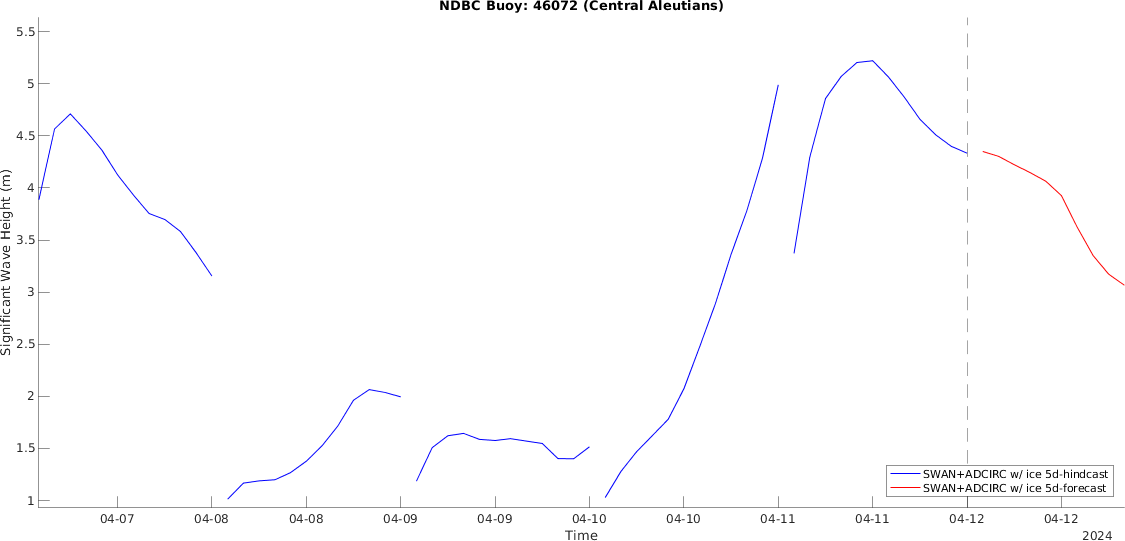 NDBC Buoy: 46072 (Central Aleutians)
5.5
5
4.5
4
3.5
3
2.5
2
1.5
1
Significant Wave Height (m)
SWAN+ADCIRC w/ ice 5d-hindcast
SWAN+ADCIRC w/ ice 5d-forecast
04-07 04-08 04-08 04-09 04-09 04-10 04-10 04-11 04-11 04-12 04-12
Time
2024